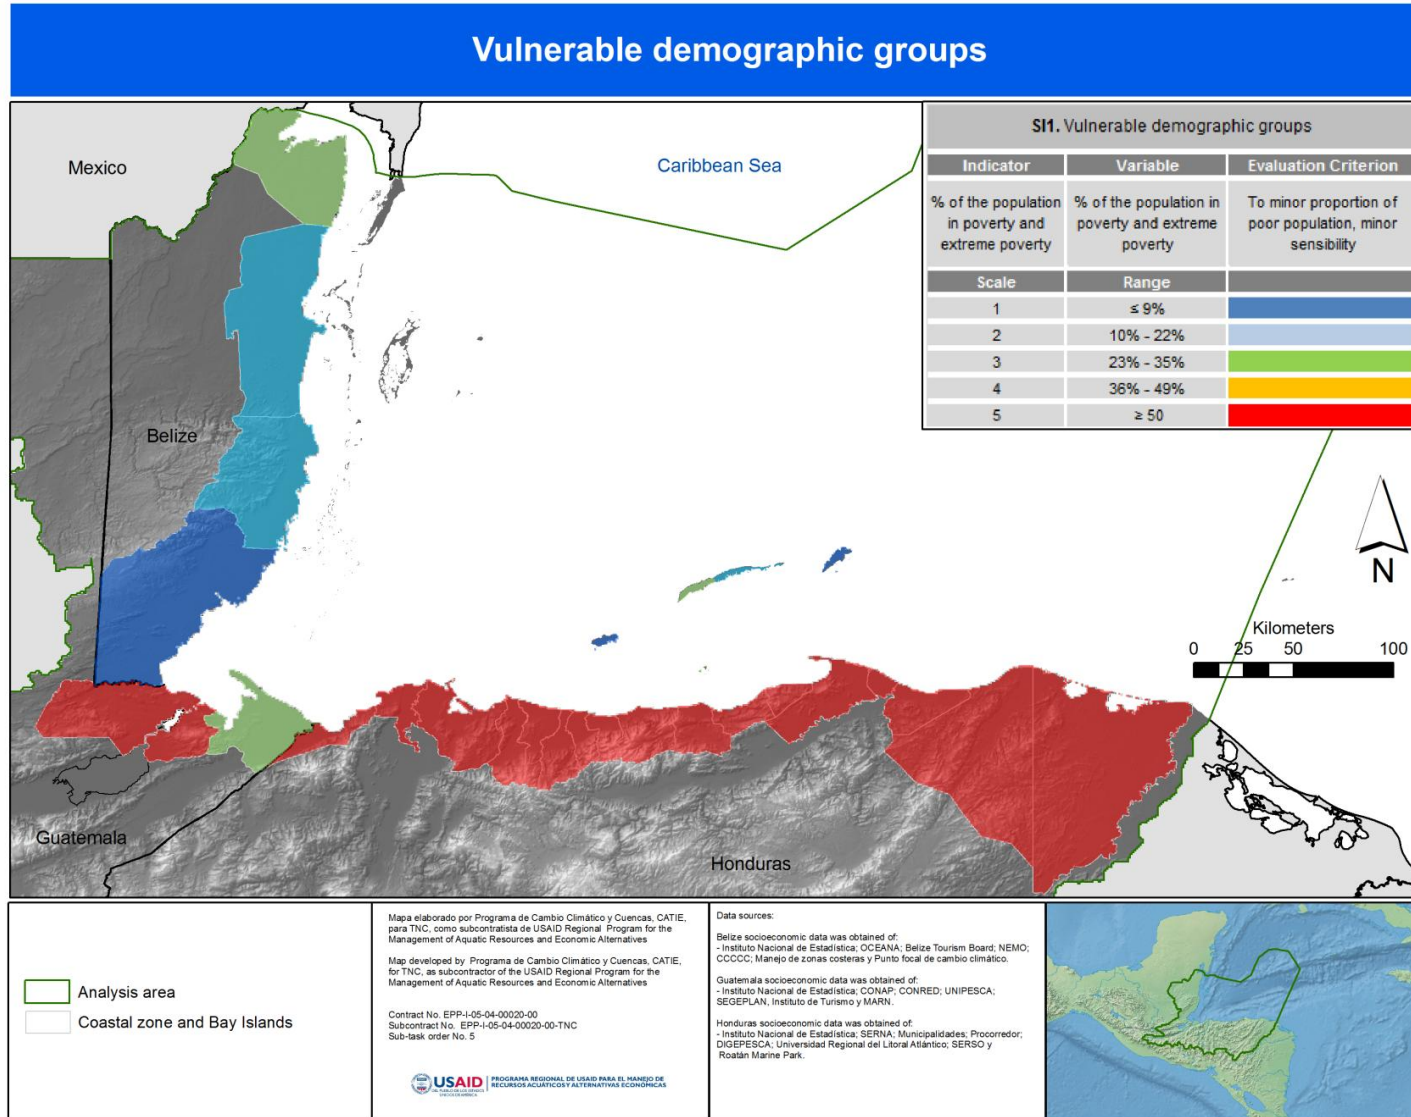 Vulnerable demographic groups
Mexico
Caribbean Sea
Belize
Guatemala
Honduras
SI1. Vulnerable demographic groups
Indicator Variable Evaluation Criterion
% of the population in poverty and extreme poverty
% of the population in poverty and extreme poverty
To minor proportion of poor population, minor sensibility
Scale Range
1 ≤ 9%
2 10% - 22%
3 23% - 35%
4 36% - 49%
5 ≥ 50
N
Kilometers
0 25 50 100
Analysis area
Coastal zone and Bay Islands
Mapa elaborado por Programa de Cambio Climático y Cuencas, CATIE,
para TNC, como subcontratista de USAID Regional Program for the
Management of Aquatic Resources and Economic Alternatives
Map developed by Programa de Cambio Climático y Cuencas, CATIE,
for TNC, as subcontractor of the USAID Regional Program for the
Management of Aquatic Resources and Economic Alternatives
Contract No. EPP-I-05-04-00020-00
Subcontract No. EPP-I-05-04-00020-00-TNC
Sub-task order No. 5
USAID
DEL PUEBLO DE LOS ESTADOS
UNIDOS DE AMÉRICA
PROGRAMA REGIONAL DE USAID PARA EL MANEJO DE
RECURSOS ACUÁTICOS Y ALTERNATIVAS ECONÓMICAS
Data sources:
Belize socioeconomic data was obtained of:
- Instituto Nacional de Estadística; OCEANA; Belize Tourism Board; NEMO;
CCCCC; Manejo de zonas costeras y Punto focal de cambio climático.
Guatemala socioeconomic data was obtained of:
- Instituto Nacional de Estadística; CONAP; CONRED; UNIPESCA;
SEGEPLAN, Instituto de Turismo y MARN.
Honduras socioeconomic data was obtained of:
- Instituto Nacional de Estadística; SERNA; Municipalidades; Procorredor;
DIGEPESCA; Universidad Regional del Litoral Atlántico; SERSO y
Roatán Marine Park.